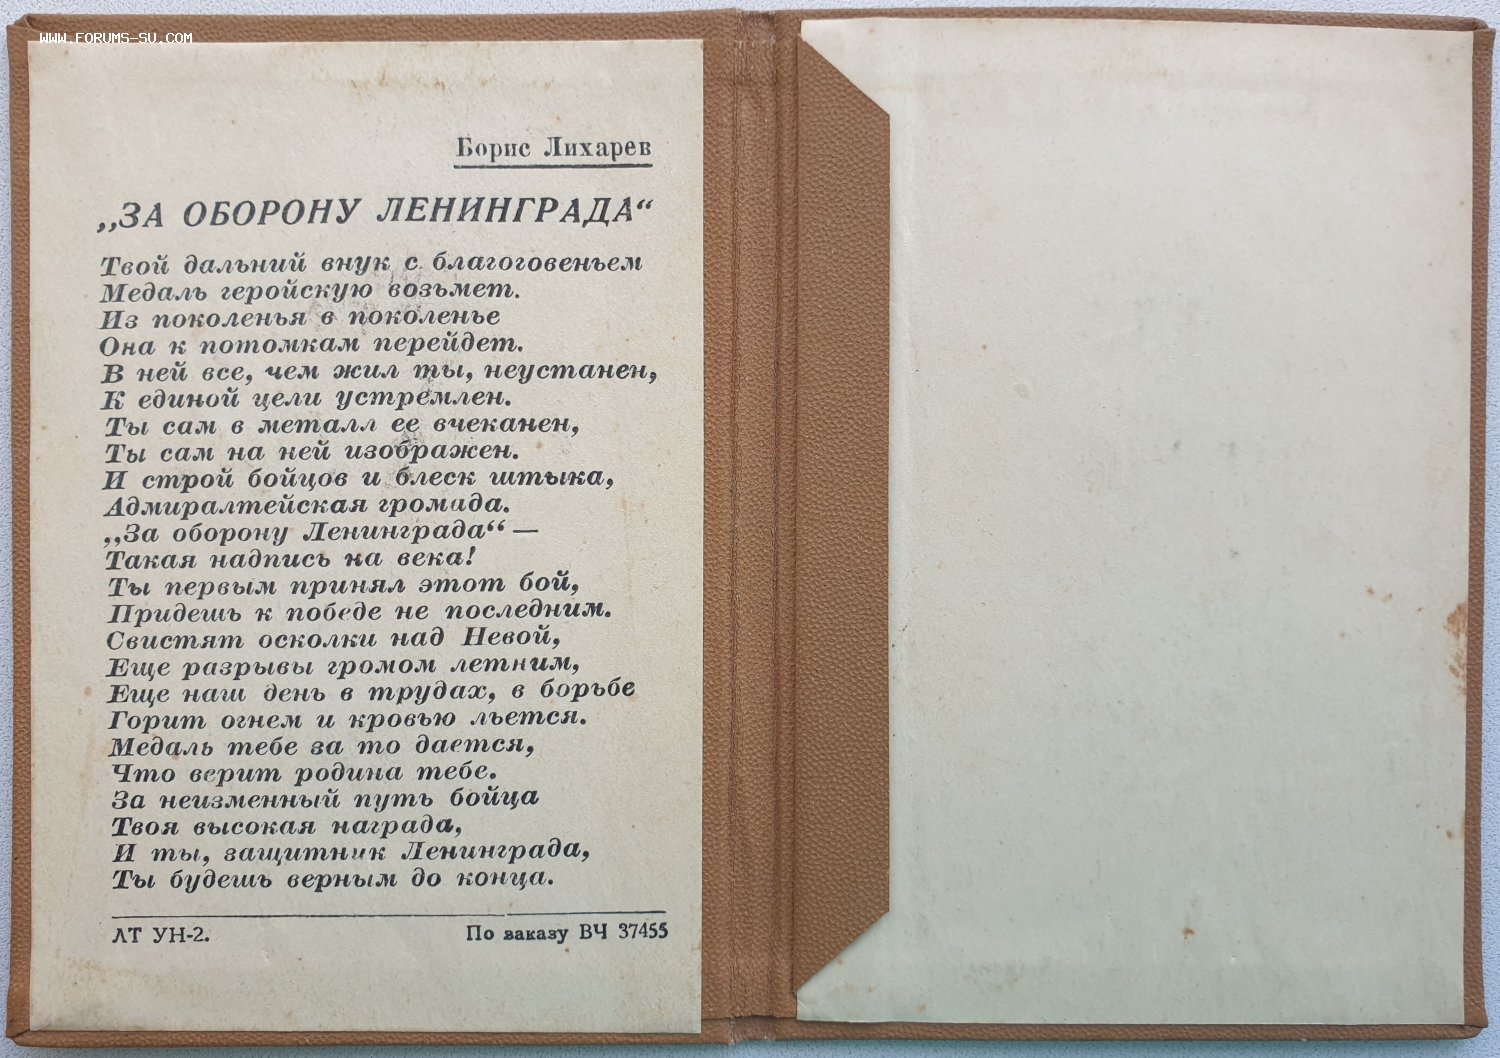 WWW.FORUMS-SU.COM
Борис Лихарев
„ЗА ОБОРОНУ ЛЕНИНГРАДА“
Твой дальний внук с благоговеньем
Медаль геройскую возьмет.
Из поколенья в поколенье
Она к потомкам перейдет.
В ней все, чем жил ты, неустанен,
К единой цели устремлен.
Ты сам в металл ее вчеканен,
Ты сам на ней изображен.
И строй бойцов и блеск штыка,
Адмиралтейская громада.
„За оборону Ленинграда“ —
Такая надпись на века!
Ты первым принял этот бой,
Придешь к победе не последним.
Свистят осколки над Невой,
Еще разрывы громом летним,
Еще наш день в трудах, в борьбе
Горит огнем и кровью льется.
Медаль тебе за то дается,
Что верит родина тебе.
За неизменный путь бойца
Твоя высокая награда,
И ты, защитник Ленинграда,
Ты будешь верным до конца.
ЛТ УН-2. По заказу ВЧ 37455